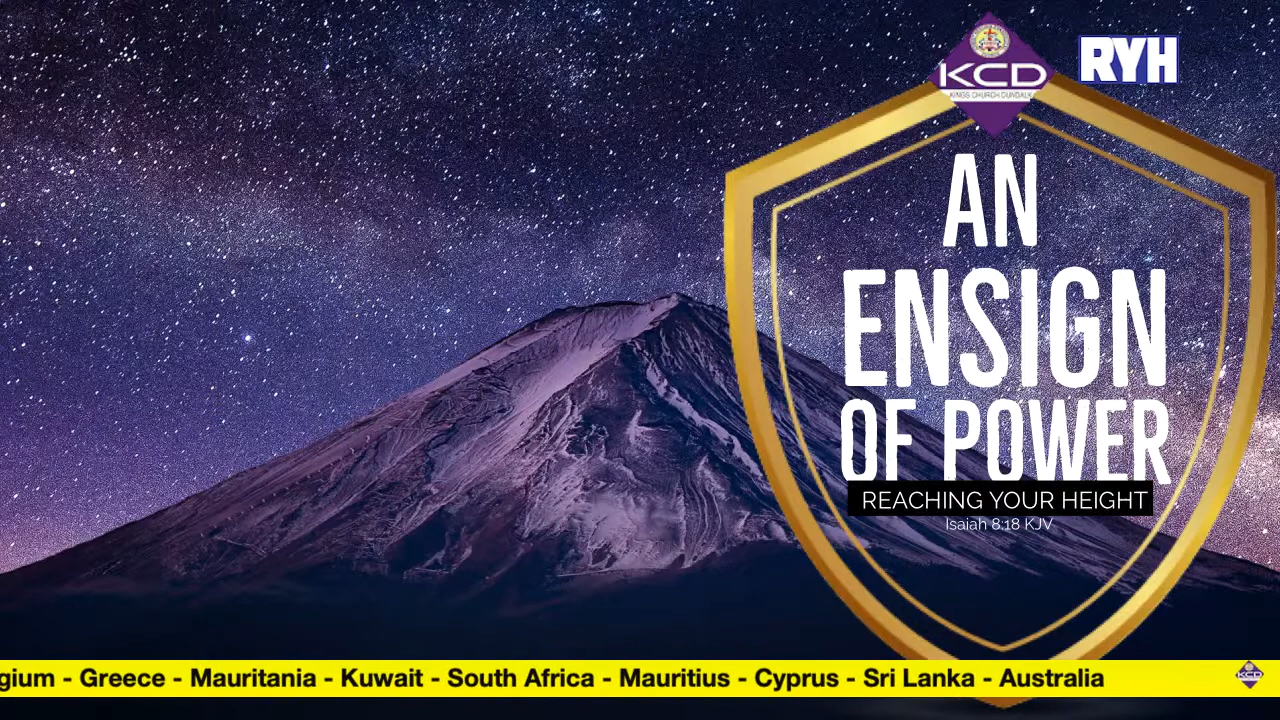 KCD
KINGS CHURCH DUNDALK
RYH
AN
ENSIGN
OF POWER
REACHING YOUR HEIGHT
Isaiah 8:18 KJV
gium - Greece - Mauritania - Kuwait - South Africa - Mauritius - Cyprus - Sri Lanka - Australia
KCD